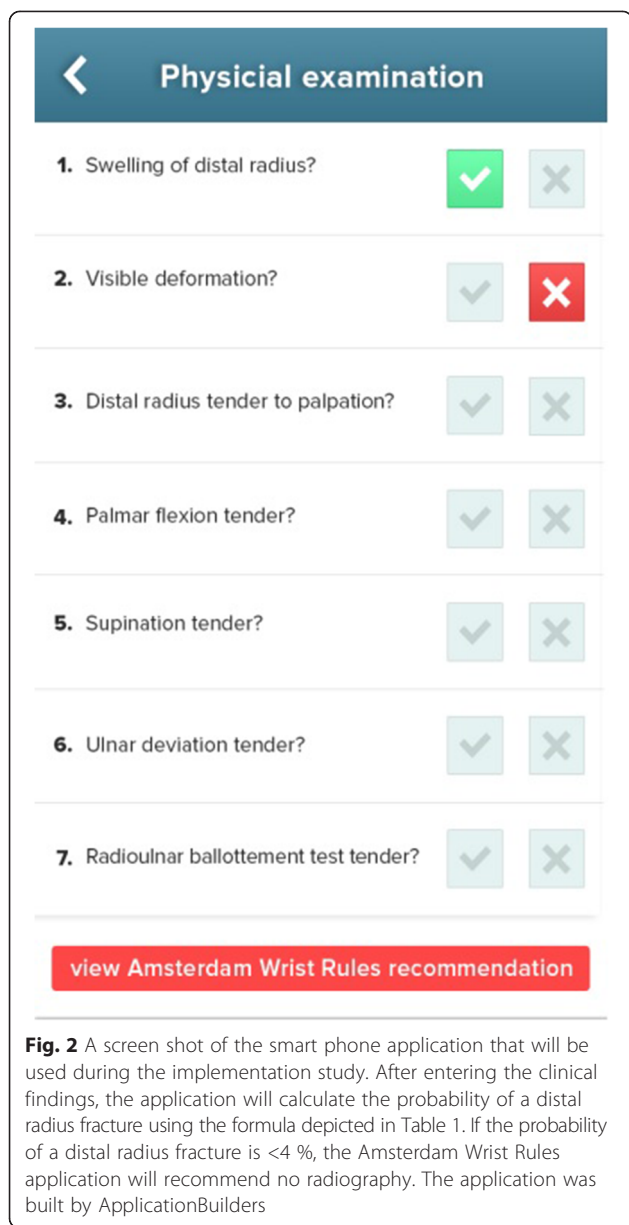 Physicial examination
1. Swelling of distal radius?
2. Visible deformation?
3. Distal radius tender to palpation?
4. Palmar flexion tender?
5. Supination tender?
6. Ulnar deviation tender?
7. Radioulnar ballottement test tender?
view Amsterdam Wrist Rules recommendation
Fig. 2 A screen shot of the smart phone application that will be
used during the implementation study. After entering the clinical
findings, the application will calculate the probability of a distal
radius fracture using the formula depicted in Table 1. If the probability
of a distal radius fracture is <4 %, the Amsterdam Wrist Rules
application will recommend no radiography. The application was
built by ApplicationBuilders